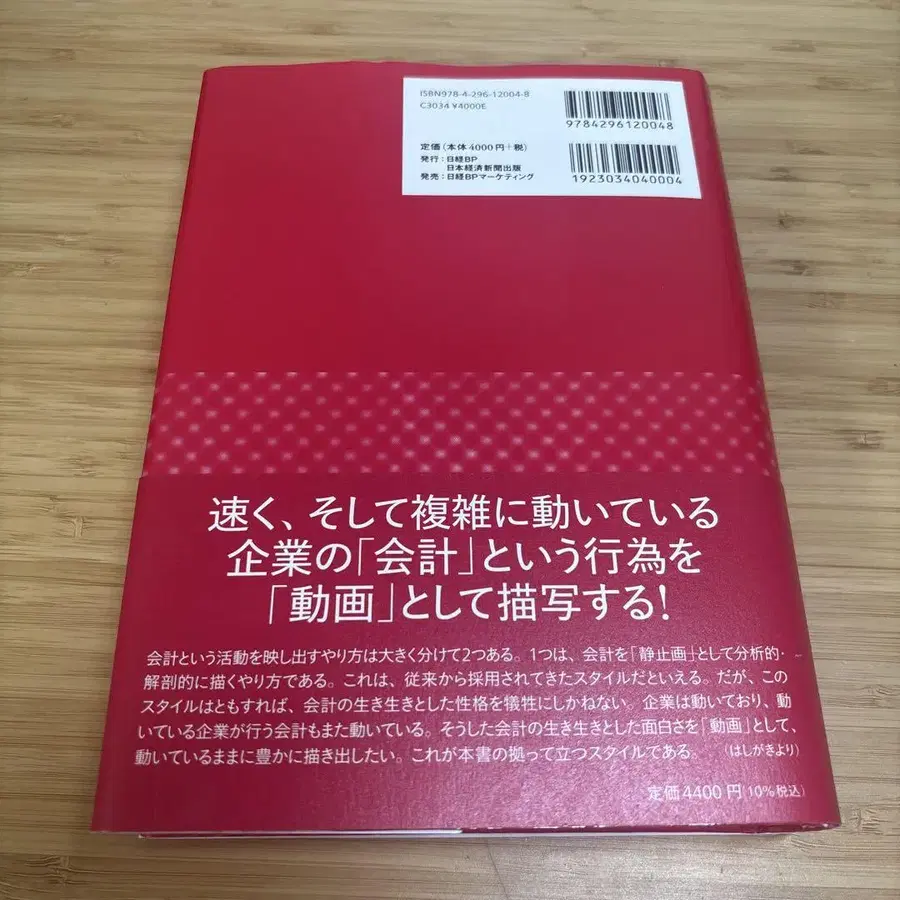 ISBN978-4-296-12004-8
C3034 ¥4000E
9784296120048
定価(本体4000円+税)
発行:日経BP
日本経済新聞出版
発売:日経BPマーケティング
1923034040004
速く、そして複雑に動いている
企業の「会計」という行為を
「動画」として描写する!
会計という活動を映し出すやり方は大きく分けて2つある。1つは、会計を「静止画」として分析的・
解剖的に描くやり方である。これは、従来から採用されてきたスタイルだといえる。だが、この
スタイルはともすれば、会計の生き生きとした性格を犠牲にしかねない。企業は動いており、動
いている企業が行う会計もまた動いている。そうした会計の生き生きとした面白さを「動画」として、
動いているままに豊かに描き出したい。これが本書の拠って立つスタイルである。 (はしがきより)
定価4400円(10%税込)